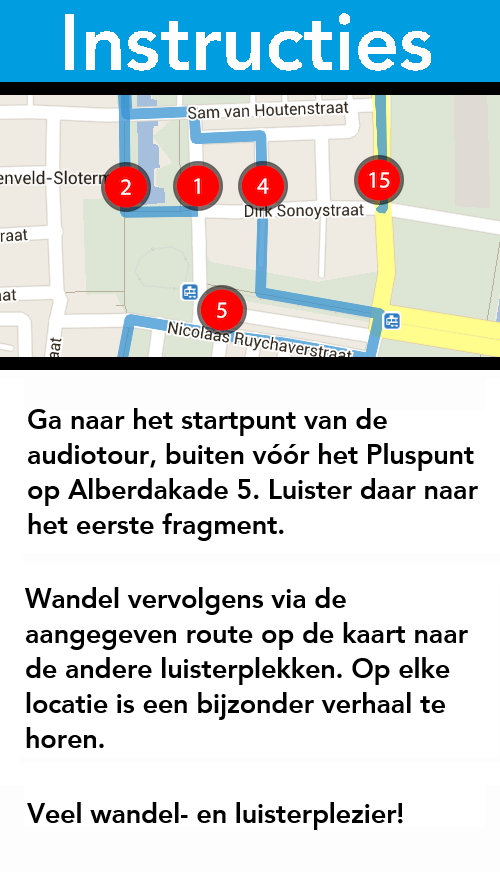 Instructies
Sam van Houtenstraat
enveld-Sloterm
2
1
4
15
Dirk Sonoystraat
raat
at
5
Nicolaas Ruychaverstraat
aat
Ga naar het startpunt van de
audiotour, buiten vóór het Pluspunt
op Alberdakade 5. Luister daar naar
het eerste fragment.
Wandel vervolgens via de
aangegeven route op de kaart naar
de andere luisterplekken. Op elke
locatie is een bijzonder verhaal te
horen.
Veel wandel- en luisterplezier!